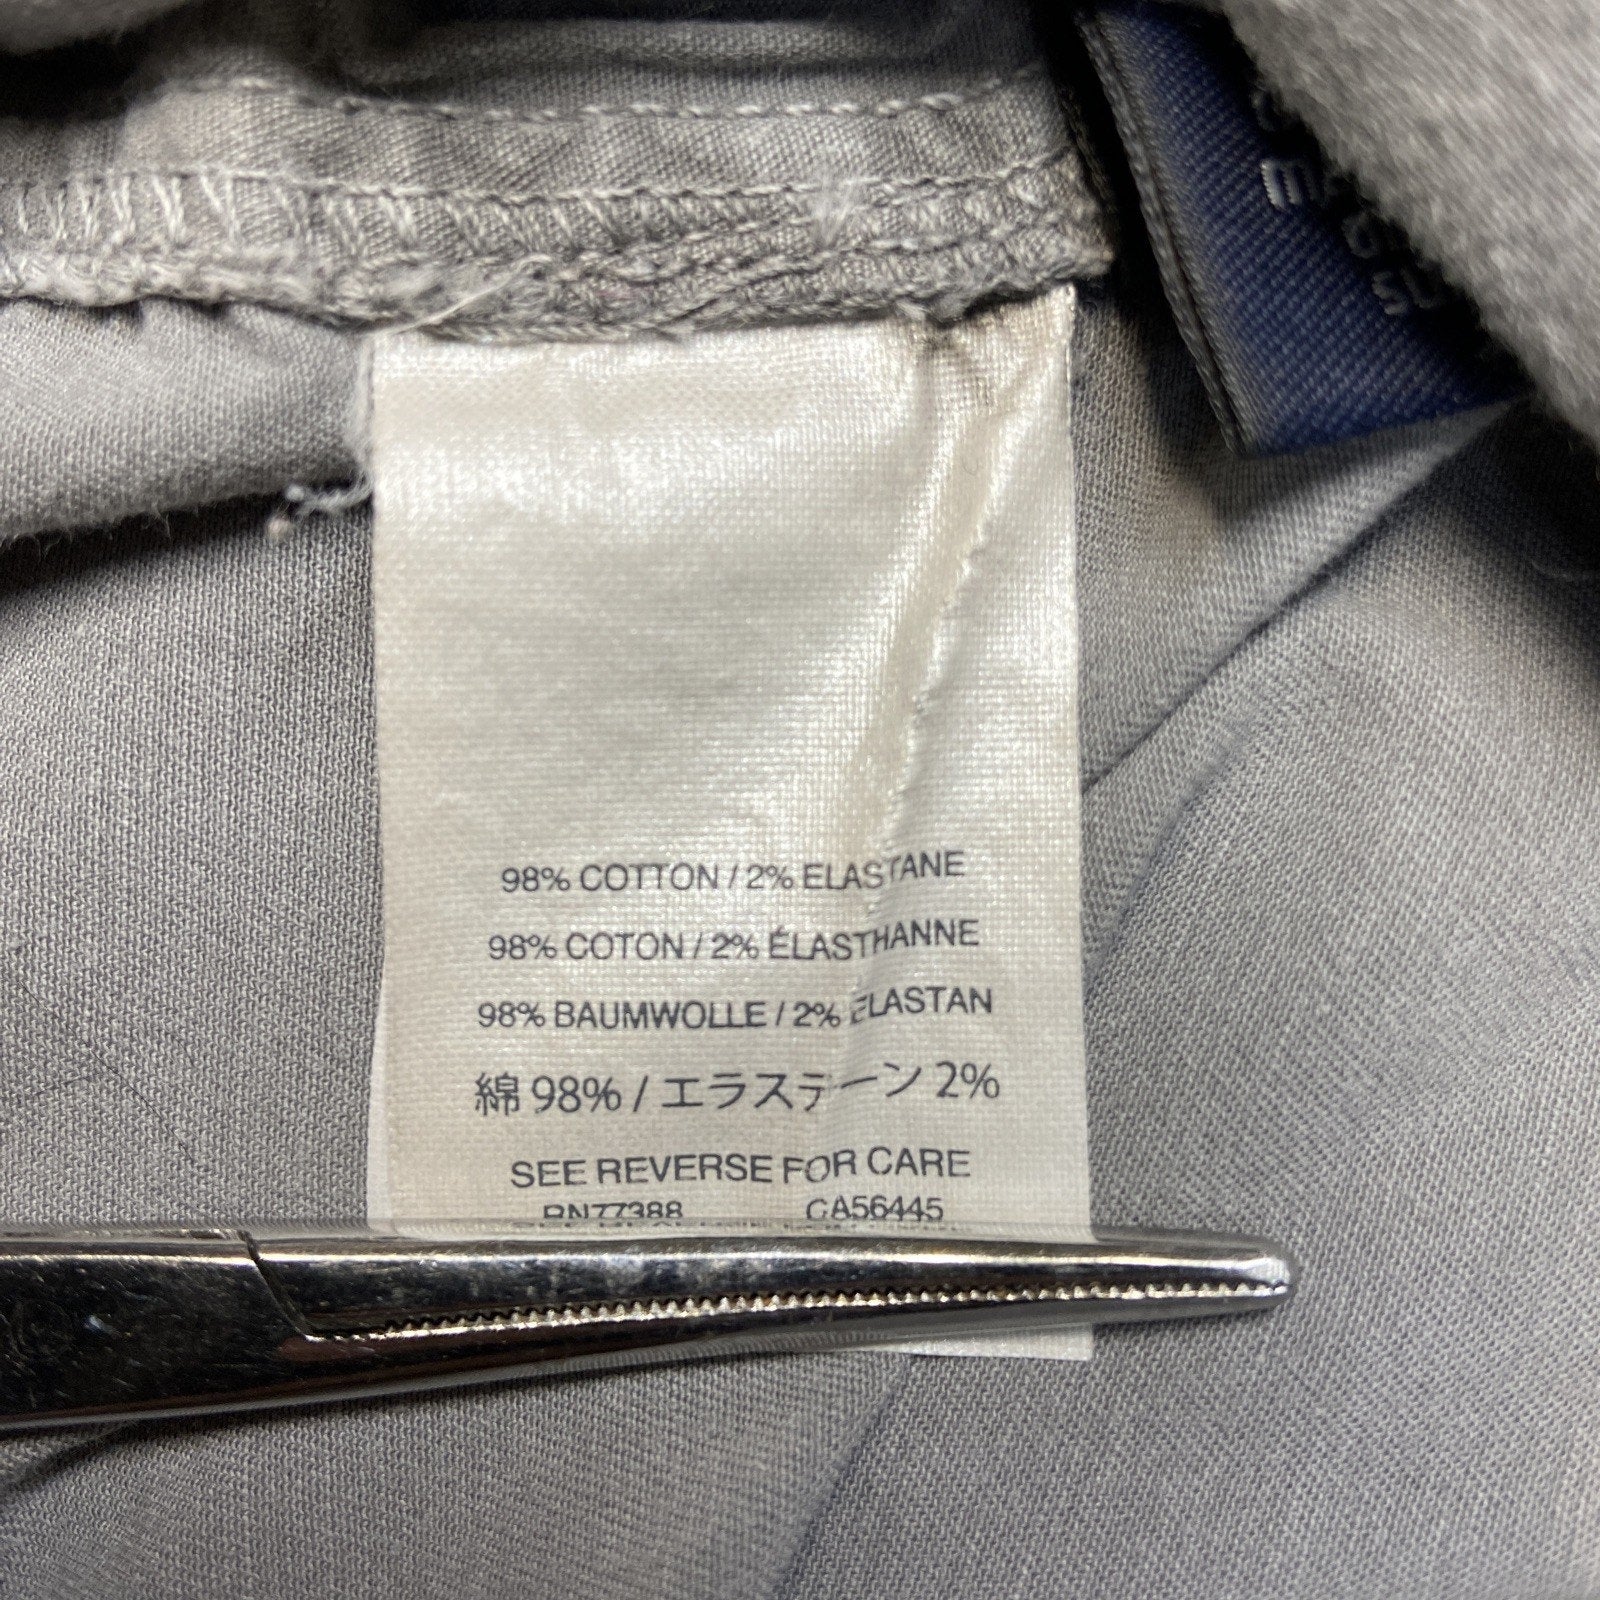 98% COTTON / 2% ELASTANE
98% COTON / 2% ÉLASTHANNE
98% BAUMWOLLE / 2% ELASTAN
綿 98% / エラステーン 2%
SEE REVERSE FOR CARE
RN77388 CA56445